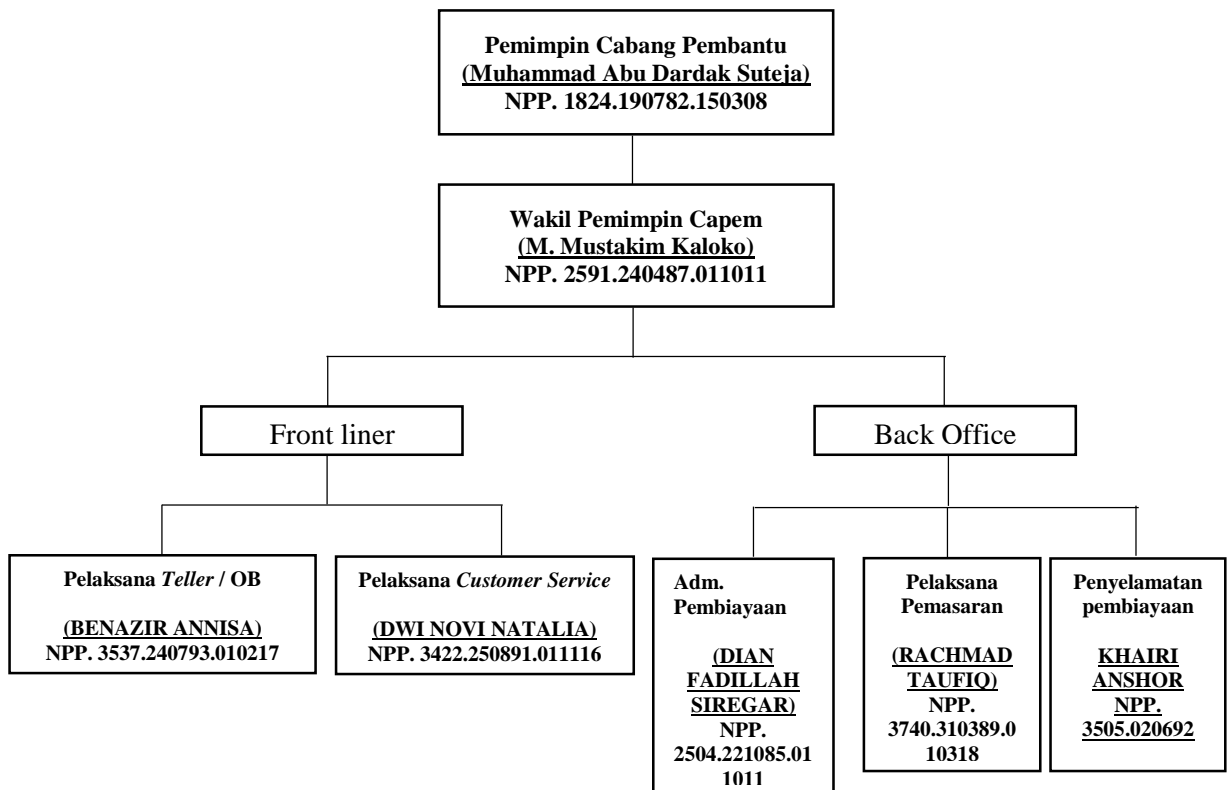 Pemimpin Cabang Pembantu
(Muhammad Abu Dardak Suteja)
NPP. 1824.190782.150308
Wakil Pemimpin Capem
(M. Mustakim Kaloko)
NPP. 2591.240487.011011
Front liner
Back Office
Pelaksana Teller / OB
(BENAZIR ANNISA)
NPP. 3537.240793.010217
Pelaksana Customer Service
(DWI NOVI NATALIA)
NPP. 3422.250891.011116
Adm.
Pembiayaan
(DIAN
FADILLAH
SIREGAR)
NPP.
2504.221085.01
1011
Pelaksana
Pemasaran
(RACHMAD
TAUFIQ)
NPP.
3740.310389.0
10318
Penyelamatan
pembiayaan
KHAIRI
ANSHOR
NPP.
3505.020692